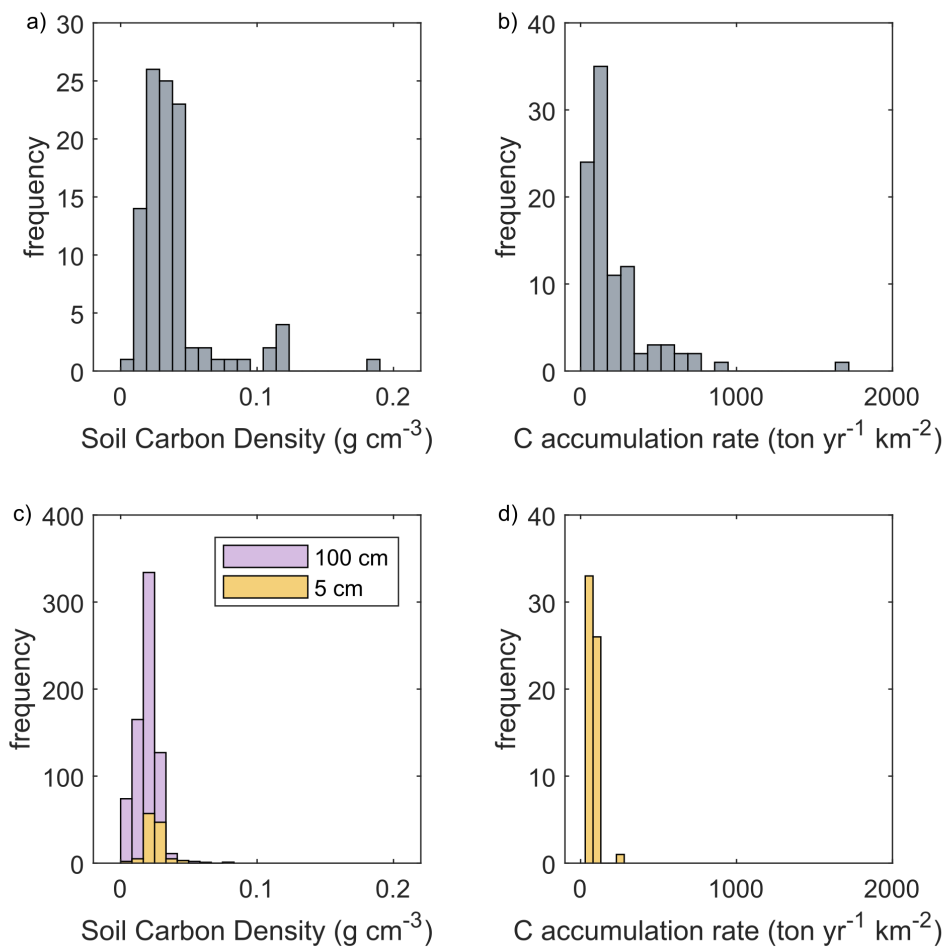 a)
30
25
20
15
10
5
0
frequency
0 0.1 0.2
Soil Carbon Density (g cm⁻³)
b)
40
30
20
10
0
frequency
0 1000 2000
C accumulation rate (ton yr⁻¹ km⁻²)
c)
400
300
200
100
0
frequency
100 cm
5 cm
0 0.1 0.2
Soil Carbon Density (g cm⁻³)
d)
40
30
20
10
0
frequency
0 1000 2000
C accumulation rate (ton yr⁻¹ km⁻²)